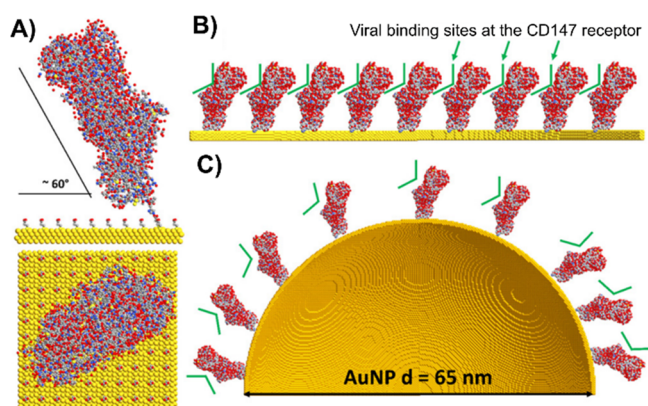 A)
~ 60°
B)
Viral binding sites at the CD147 receptor
C)
AuNP d = 65 nm